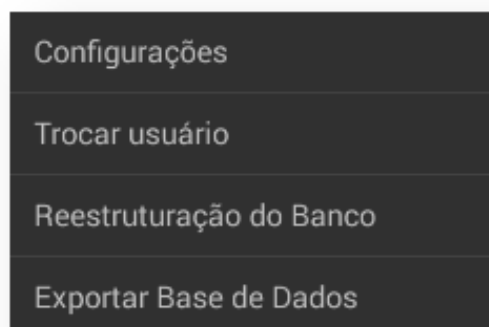 Configurações
Trocar usuário
Reestruturação do Banco
Exportar Base de Dados